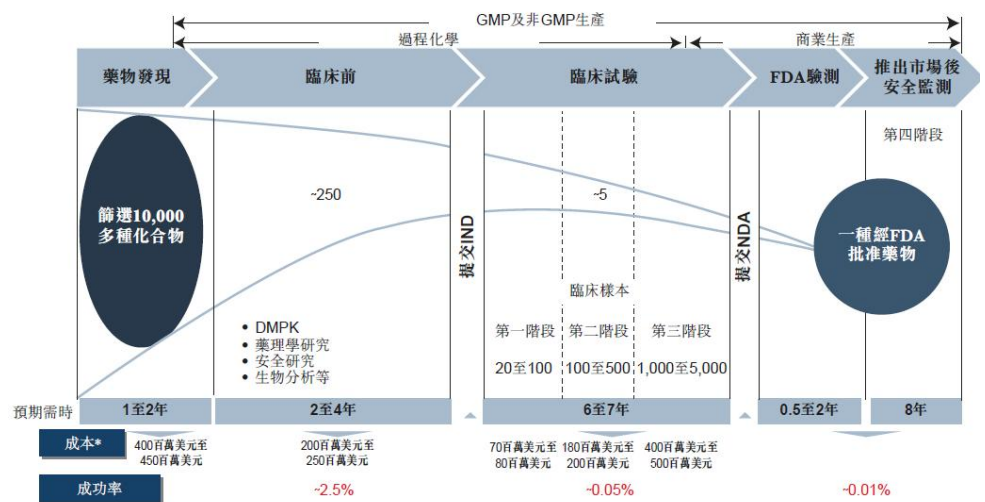 GMP及非GMP生產
過程化學
商業生產
藥物發現
臨床前
臨床試驗
FDA驗測
推出市場後
安全監測
第四階段
篩選10,000
多種化合物
~250
~5
提交IND
提交NDA
一種經FDA
批准藥物
• DMPK
• 藥理學研究
• 安全研究
• 生物分析等
臨床樣本
第一階段
第二階段
第三階段
20至100
100至500
1,000至5,000
預期需時
1至2年
2至4年
6至7年
0.5至2年
8年
成本*
400百萬美元至
450百萬美元
200百萬美元至
250百萬美元
70百萬美元至
80百萬美元
180百萬美元至
200百萬美元
400百萬美元至
500百萬美元
成功率
~2.5%
~0.05%
~0.01%